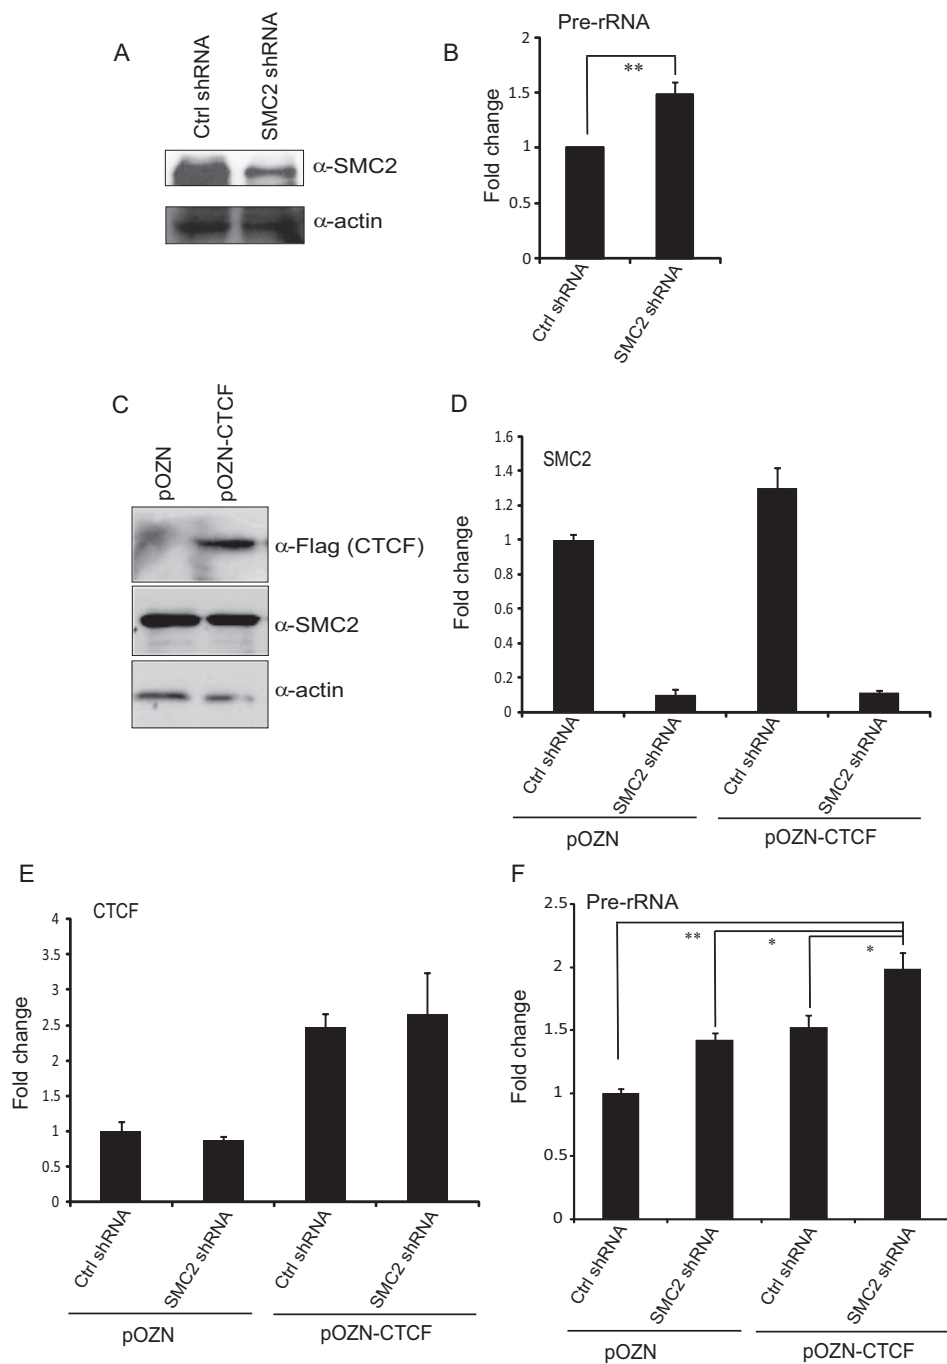 A
Ctrl shRNA
SMC2 shRNA
α-SMC2
α-actin
B
Pre-rRNA
**
Fold change
2
1.5
1
0.5
0
Ctrl shRNA
SMC2 shRNA
C
pOZN
pOZN-CTCF
α-Flag (CTCF)
α-SMC2
α-actin
D
SMC2
Fold change
1.6
1.4
1.2
1
0.8
0.6
0.4
0.2
0
Ctrl shRNA
SMC2 shRNA
Ctrl shRNA
SMC2 shRNA
pOZN
pOZN-CTCF
E
CTCF
Fold change
4
3.5
3
2.5
2
1.5
1
0.5
0
Ctrl shRNA
SMC2 shRNA
Ctrl shRNA
SMC2 shRNA
pOZN
pOZN-CTCF
F
Pre-rRNA
** * *
Fold change
2.5
2
1.5
1
0.5
0
Ctrl shRNA
SMC2 shRNA
Ctrl shRNA
SMC2 shRNA
pOZN
pOZN-CTCF